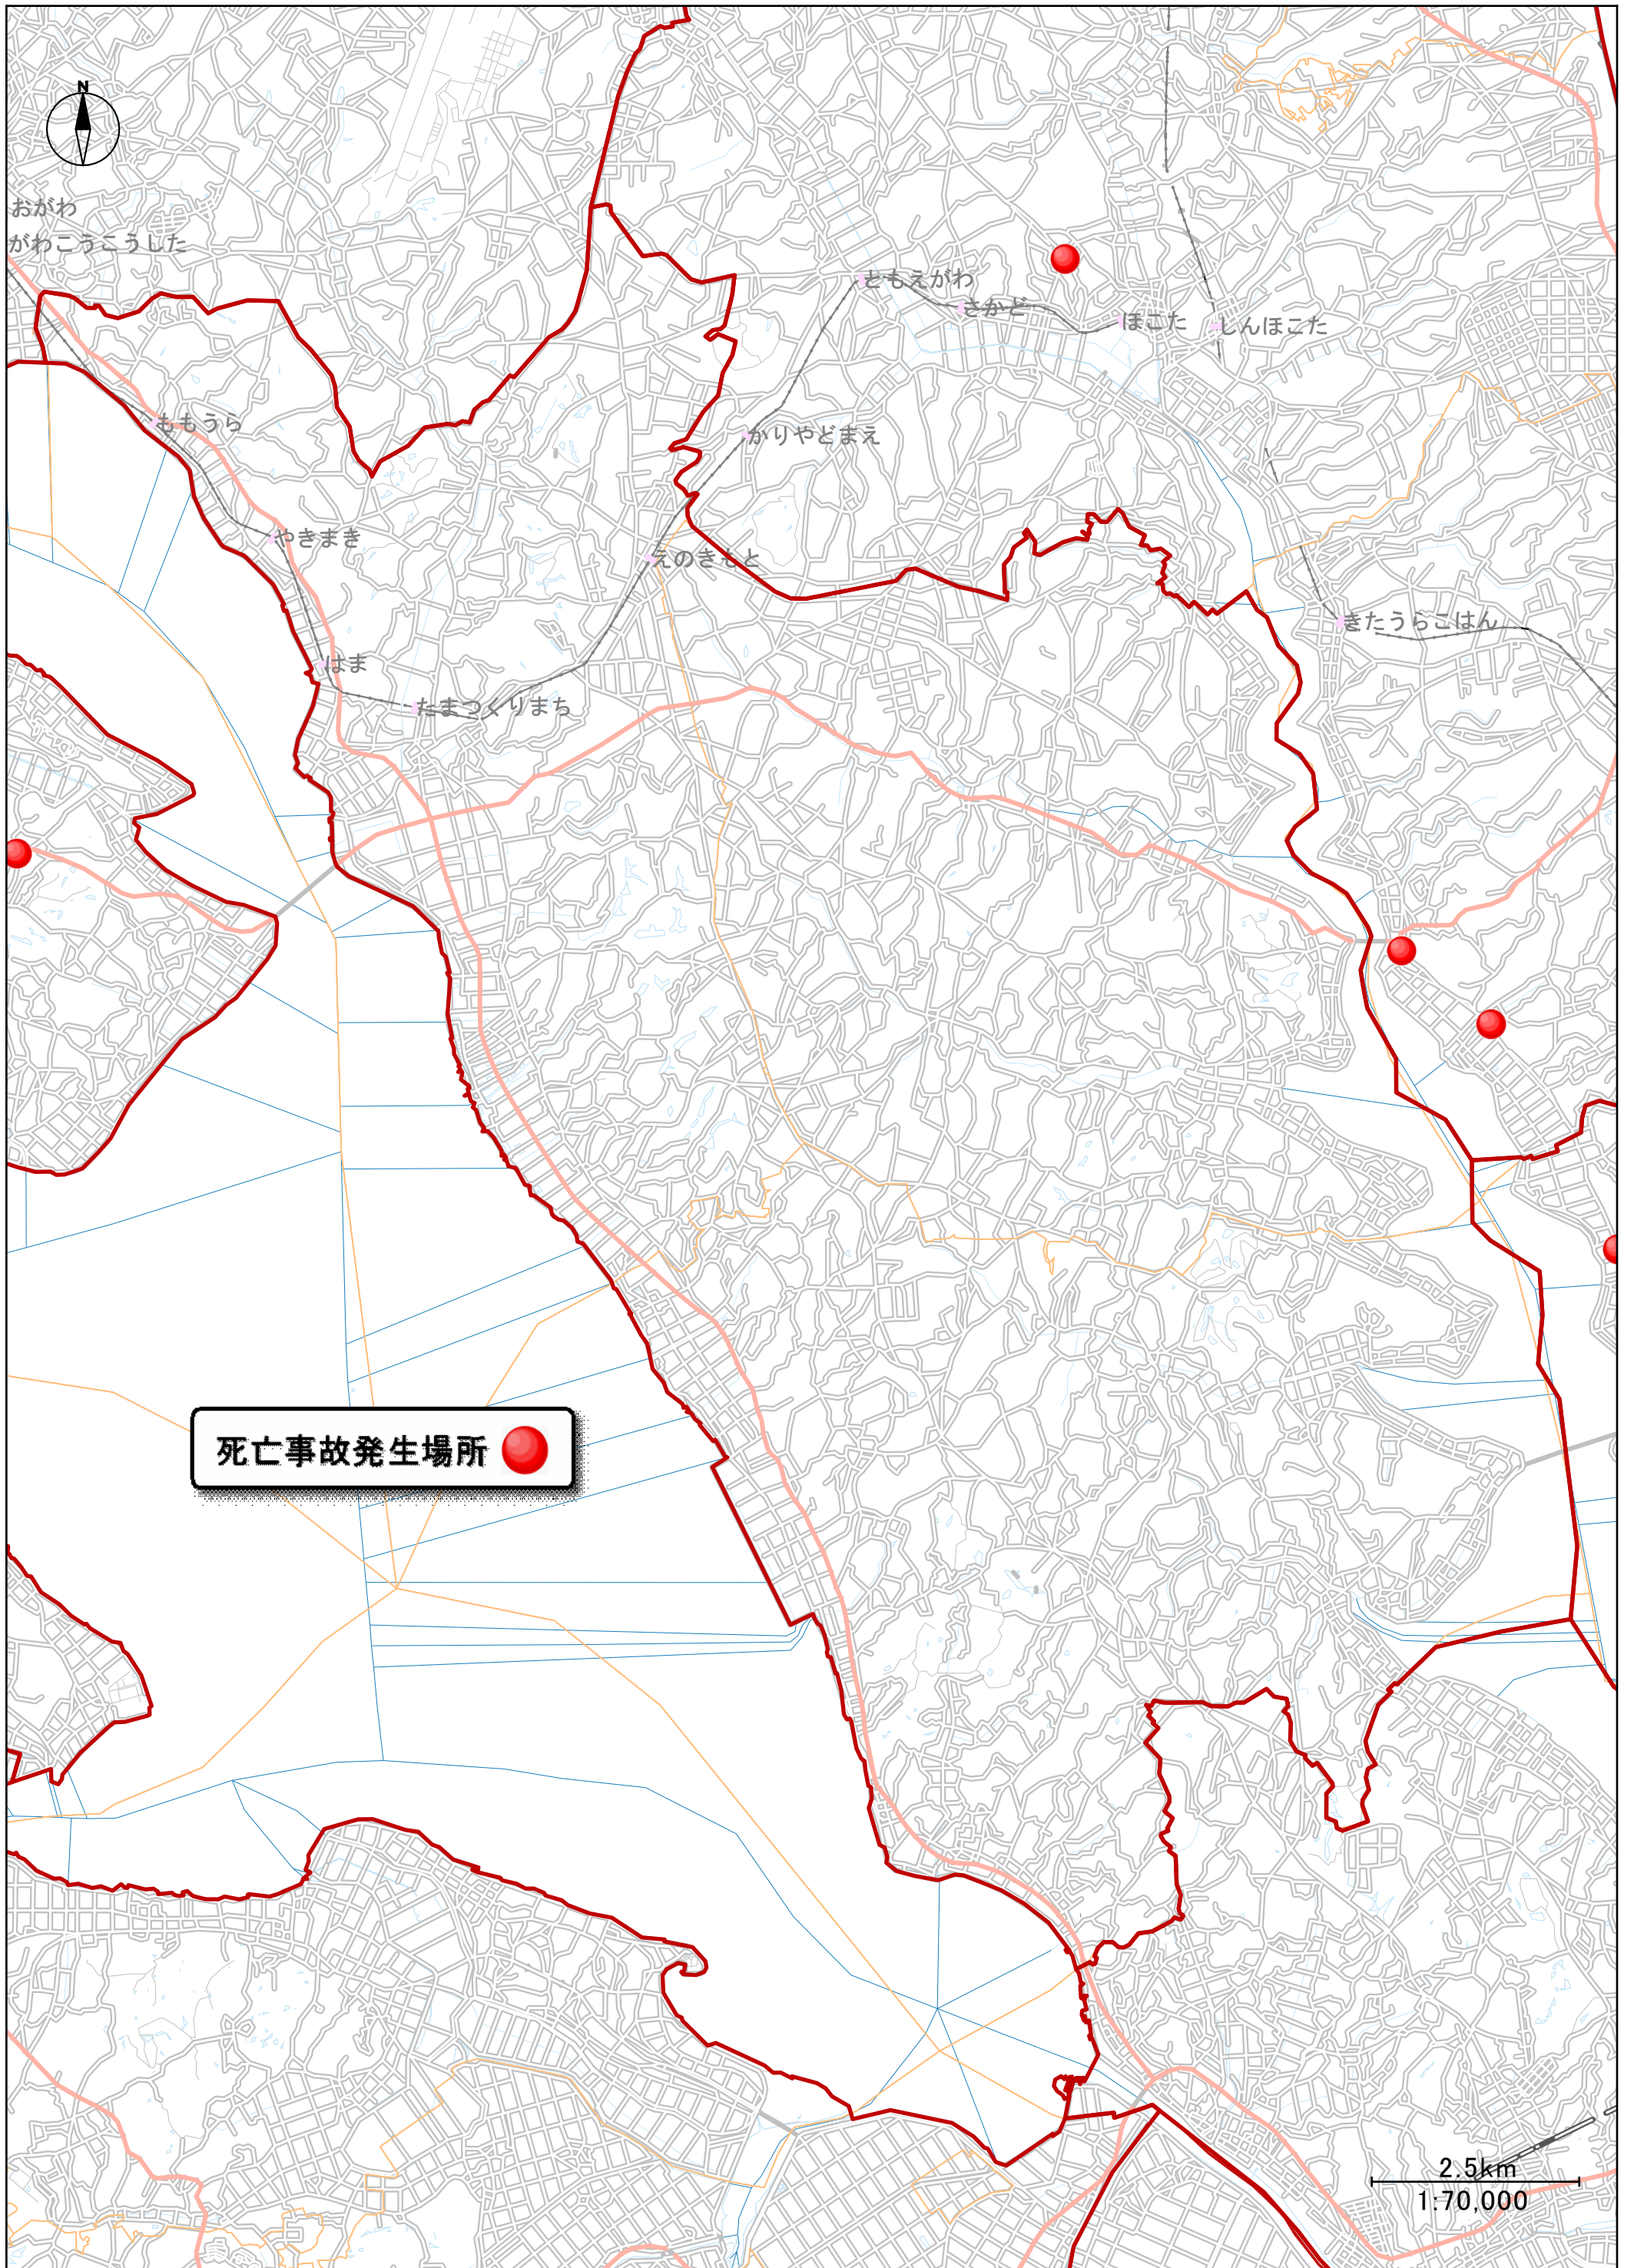 N
おがわ
がわこうこうした
ともえがわ
さかど
ほこた
しんほこた
ももうら
かりやどまえ
やきまき
えのきもと
きたうらこはん
はま
たまつくりまち
死亡事故発生場所
2.5km
1:70,000